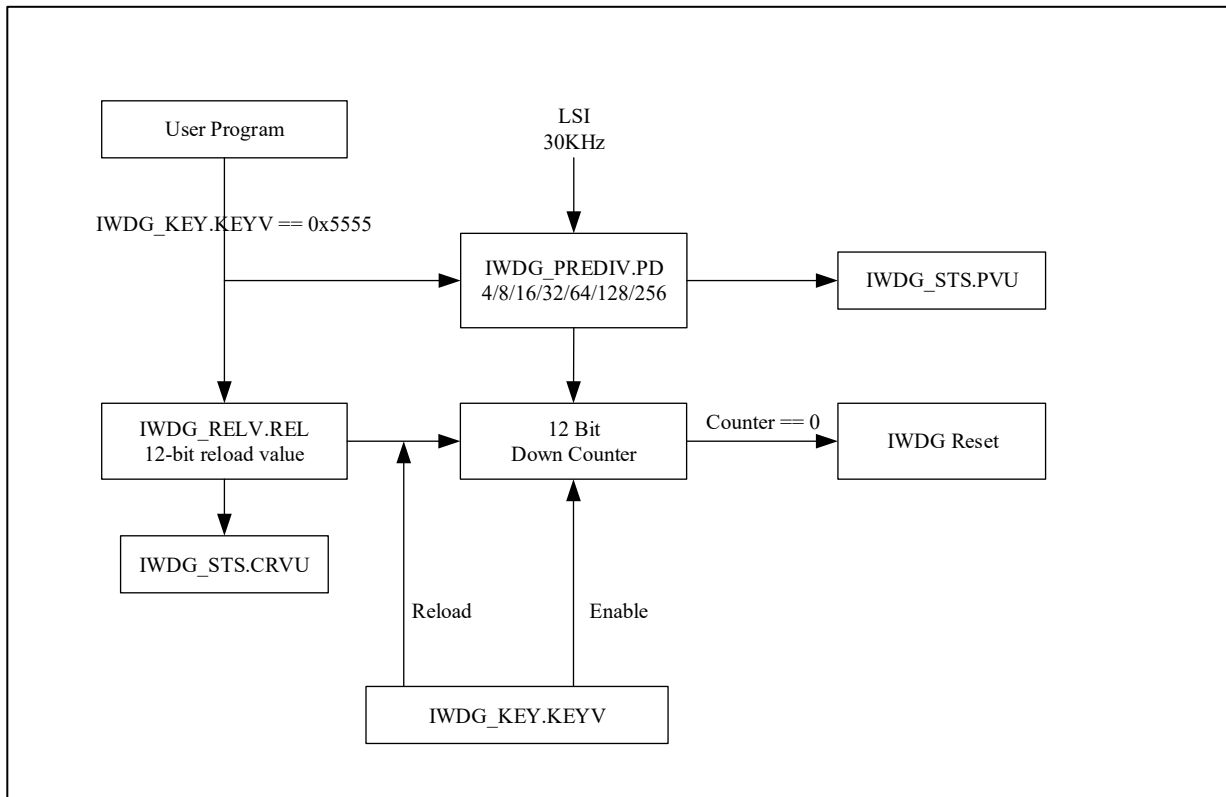 User Program
LSI
30KHz
IWDG_KEY.KEYV == 0x5555
IWDG_PREDIV.PD
4/8/16/32/64/128/256
IWDG_STS.PVU
IWDG_RELV.REL
12-bit reload value
12 Bit
Down Counter
Counter == 0
IWDG Reset
IWDG_STS.CRVU
Reload
Enable
IWDG_KEY.KEYV